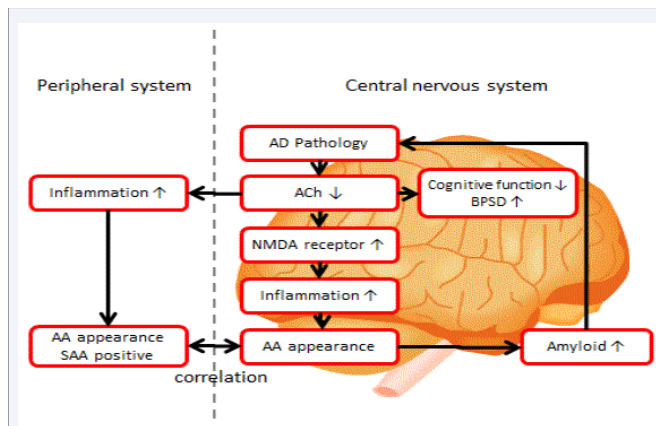 Peripheral system
Central nervous system
AD Pathology
Inflammation ↑
ACh ↓
Cognitive function ↓
BPSD ↑
NMDA receptor ↑
Inflammation ↑
AA appearance
SAA positive
AA appearance
Amyloid ↑
correlation